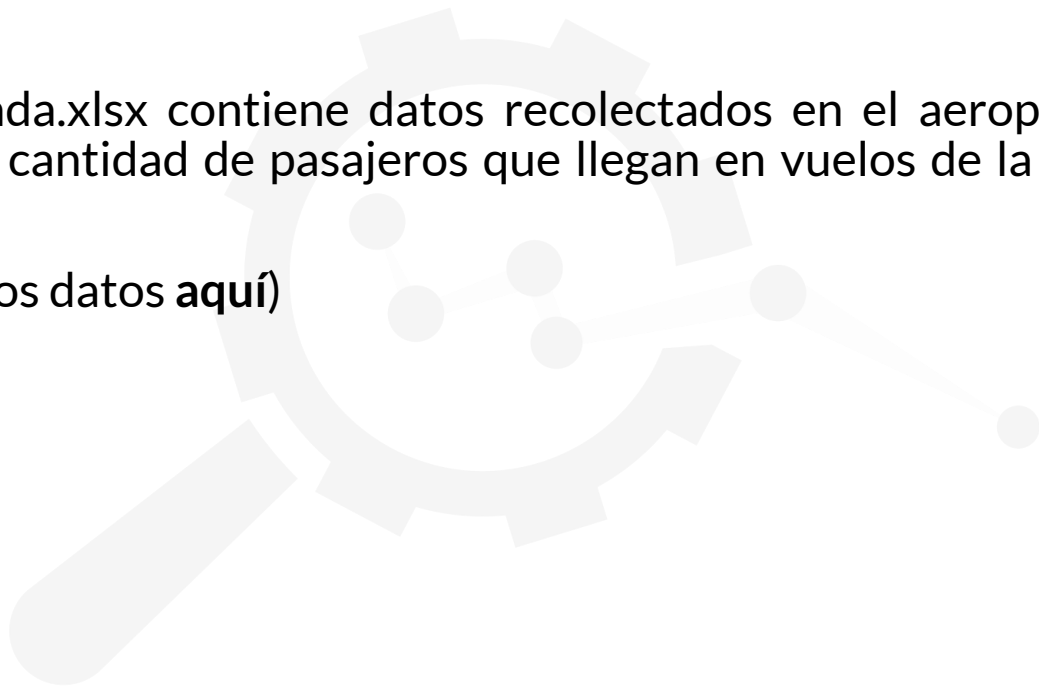 da.xlsx contiene datos recolectados en el aerop
cantidad de pasajeros que llegan en vuelos de la
os datos aquí)